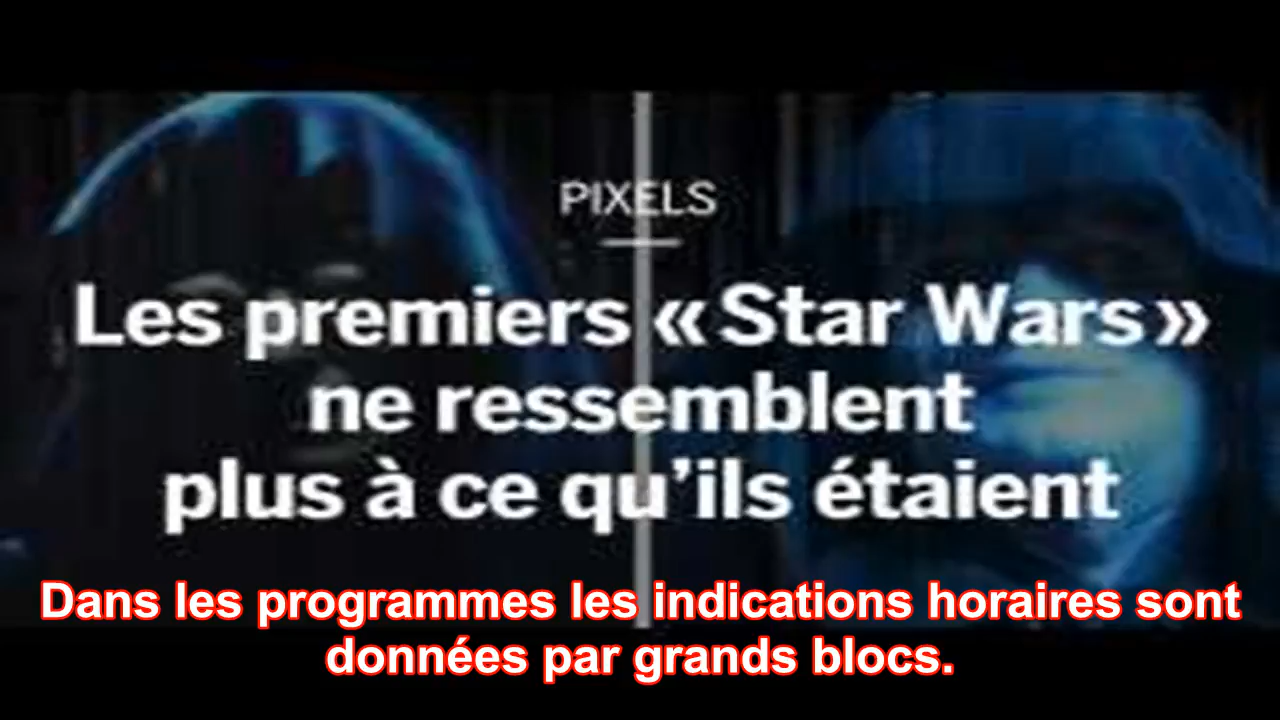 PIXELS
Les premiers « Star Wars »
ne ressemblent
plus à ce qu’ils étaient
Dans les programmes les indications horaires sont
données par grands blocs.